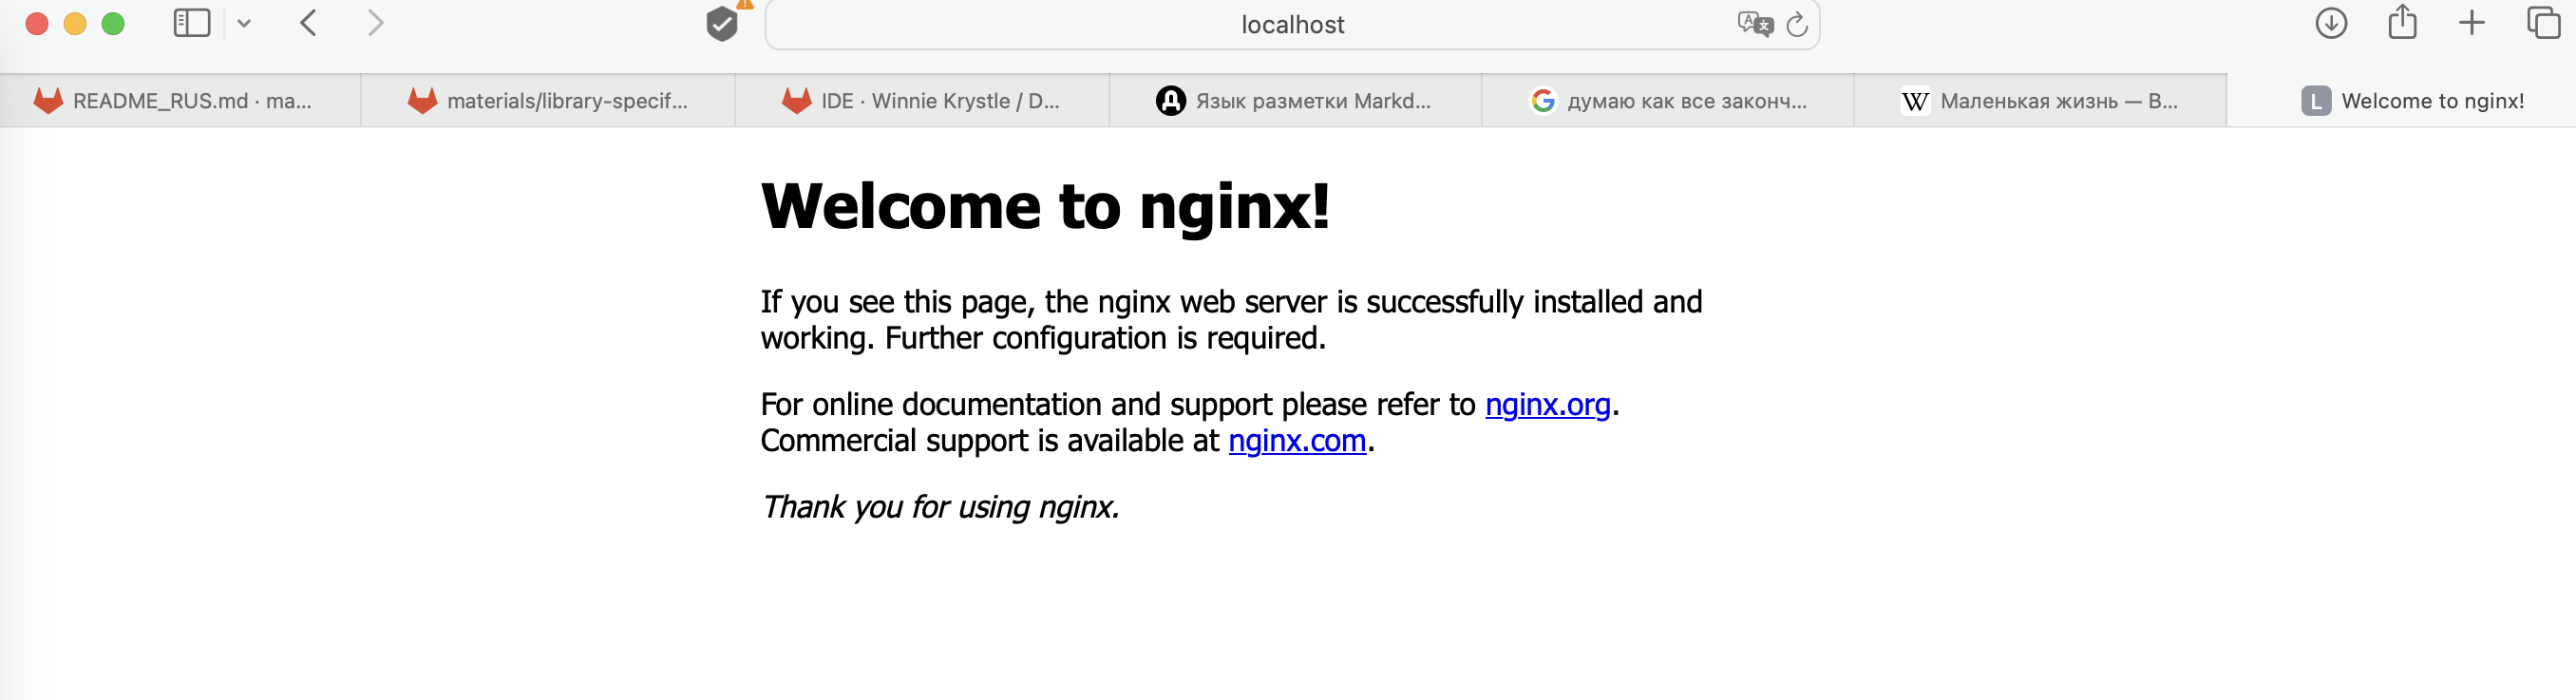 localhost
README_RUS.md · ma...
materials/library-specif...
IDE · Winnie Krystle / D...
Язык разметки Markd...
думаю как все законч...
W Маленькая жизнь — В...
L Welcome to nginx!
Welcome to nginx!
If you see this page, the nginx web server is successfully installed and
working. Further configuration is required.
For online documentation and support please refer to nginx.org.
Commercial support is available at nginx.com.
Thank you for using nginx.